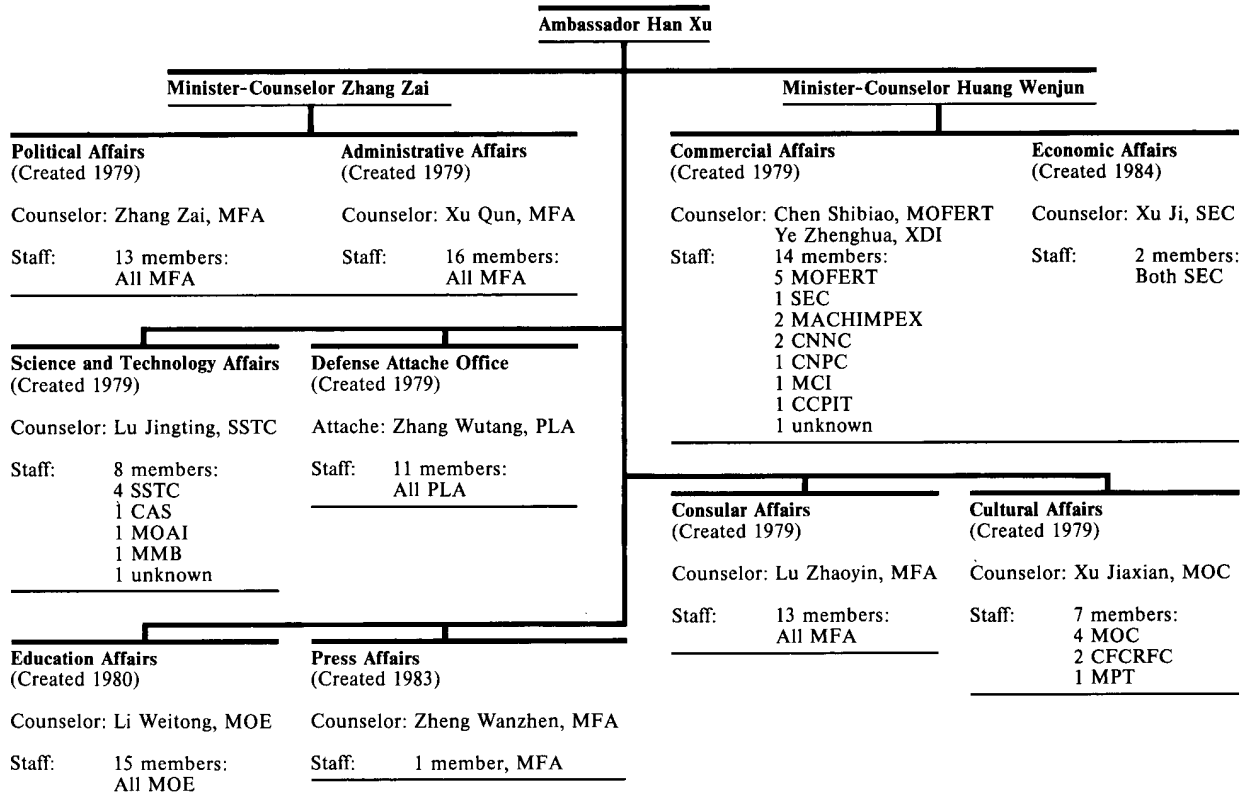 Ambassador Han Xu
Minister-Counselor Zhang Zai
Minister-Counselor Huang Wenjun
Political Affairs
(Created 1979)
Counselor: Zhang Zai, MFA
Staff: 13 members:
All MFA
Administrative Affairs
(Created 1979)
Counselor: Xu Qun, MFA
Staff: 16 members:
All MFA
Commercial Affairs
(Created 1979)
Counselor: Chen Shibiao, MOFERT
Ye Zhenghua, XDI
Staff: 14 members:
5 MOFERT
1 SEC
2 MACHIMPEX
2 CNNC
1 CNPC
1 MCI
1 CCPIT
1 unknown
Economic Affairs
(Created 1984)
Counselor: Xu Ji, SEC
Staff: 2 members:
Both SEC
Science and Technology Affairs
(Created 1979)
Counselor: Lu Jingting, SSTC
Staff: 8 members:
4 SSTC
1 CAS
1 MOAI
1 MMB
1 unknown
Defense Attache Office
(Created 1979)
Attache: Zhang Wutang, PLA
Staff: 11 members:
All PLA
Consular Affairs
(Created 1979)
Counselor: Lu Zhaoyin, MFA
Staff: 13 members:
All MFA
Cultural Affairs
(Created 1979)
Counselor: Xu Jiaxian, MOC
Staff: 7 members:
4 MOC
2 CFCRFC
1 MPT
Education Affairs
(Created 1980)
Counselor: Li Weitong, MOE
Staff: 15 members:
All MOE
Press Affairs
(Created 1983)
Counselor: Zheng Wanzhen, MFA
Staff: 1 member, MFA